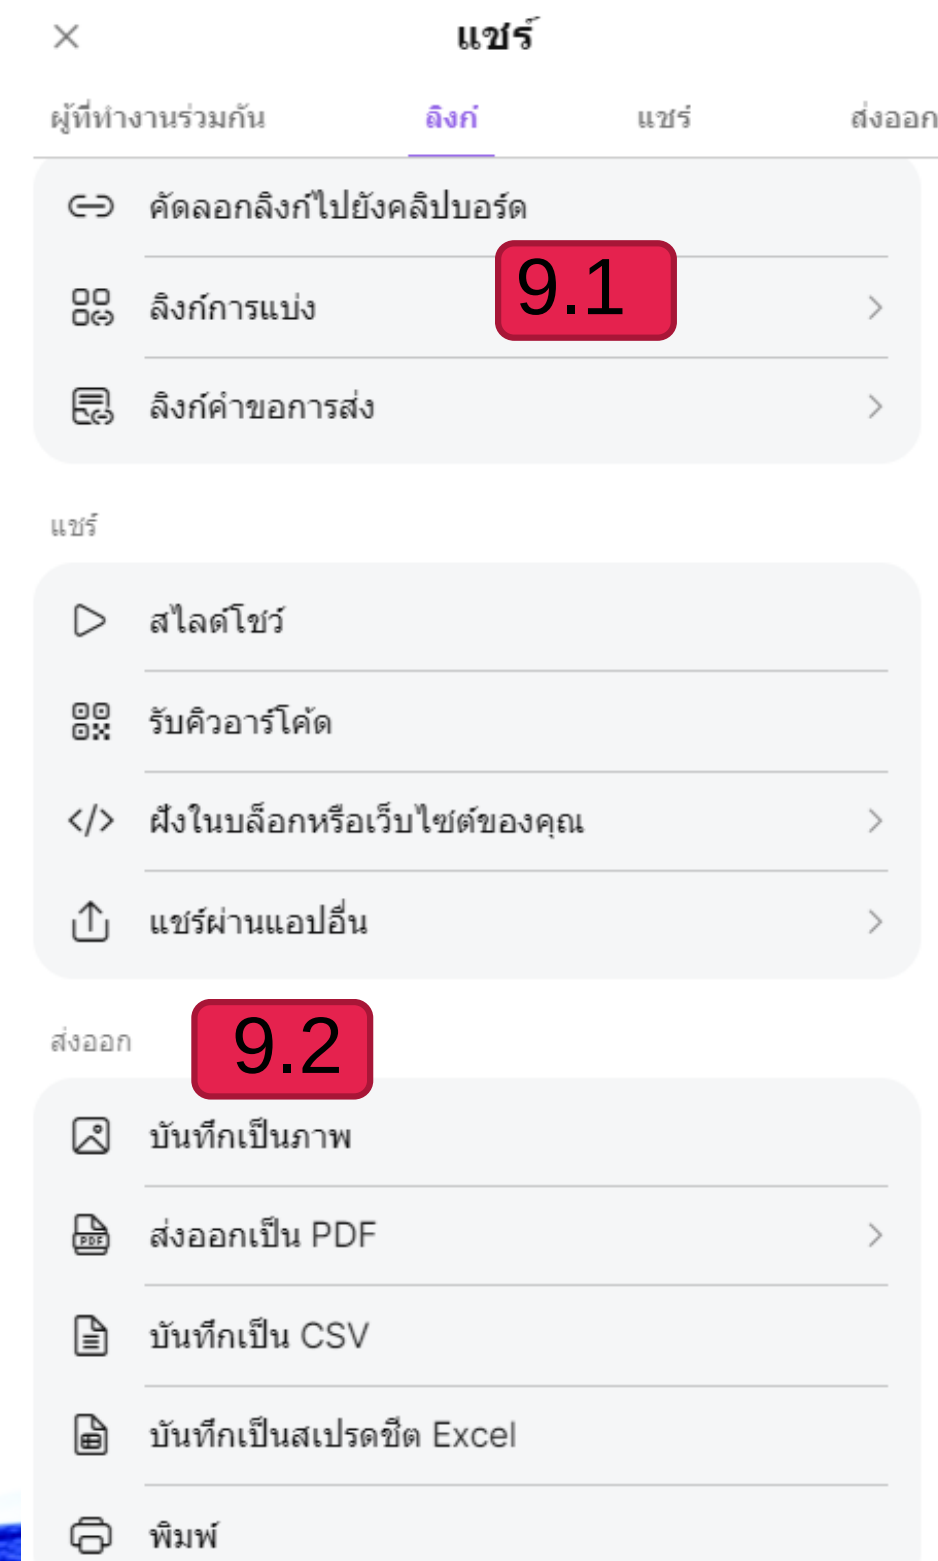 แชร์
ผู้ที่ทำงานร่วมกัน ลิงก์ แชร์ ส่งออก
คัดลอกลิงก์ไปยังคลิปบอร์ด
9.1
ลิงก์การแบ่ง
ลิงก์คำขอการส่ง
แชร์
สไลด์โชว์
รับคิวอาร์โค้ด
ฝังในบล็อกหรือเว็บไซต์ของคุณ
แชร์ผ่านแอปอื่น
ส่งออก 9.2
บันทึกเป็นภาพ
ส่งออกเป็น PDF
บันทึกเป็น CSV
บันทึกเป็นสเปรดชีต Excel
พิมพ์